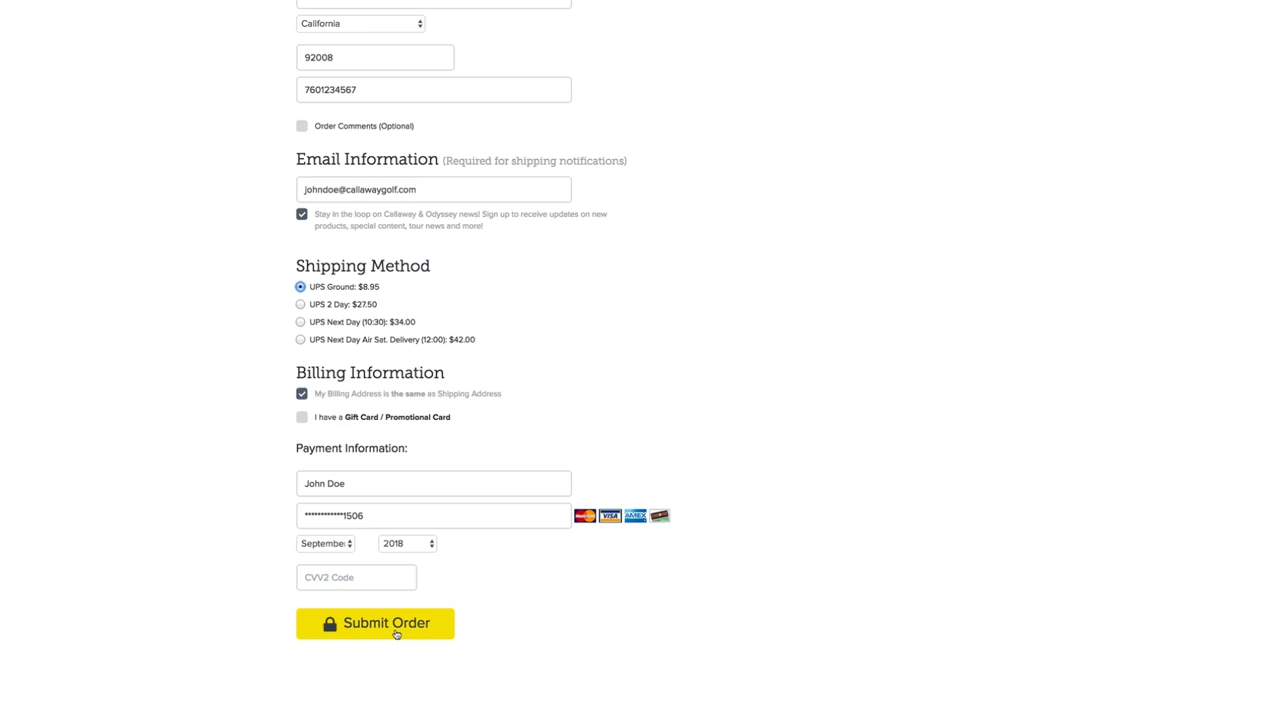 California
92008
7601234567
Order Comments (Optional)
Email Information (Required for shipping notifications)
johndoe@callawaygolf.com
Stay in the loop on Callaway & Odyssey news! Sign up to receive updates on new
products, special content, tour news and more!
Shipping Method
UPS Ground: $8.95
UPS 2 Day: $27.50
UPS Next Day (10:30): $34.00
UPS Next Day Air Sat. Delivery (12:00): $42.00
Billing Information
My Billing Address is the same as Shipping Address
I have a Gift Card / Promotional Card
Payment Information:
John Doe
************1506
VISA AMEX
September 2018
CVV2 Code
Submit Order